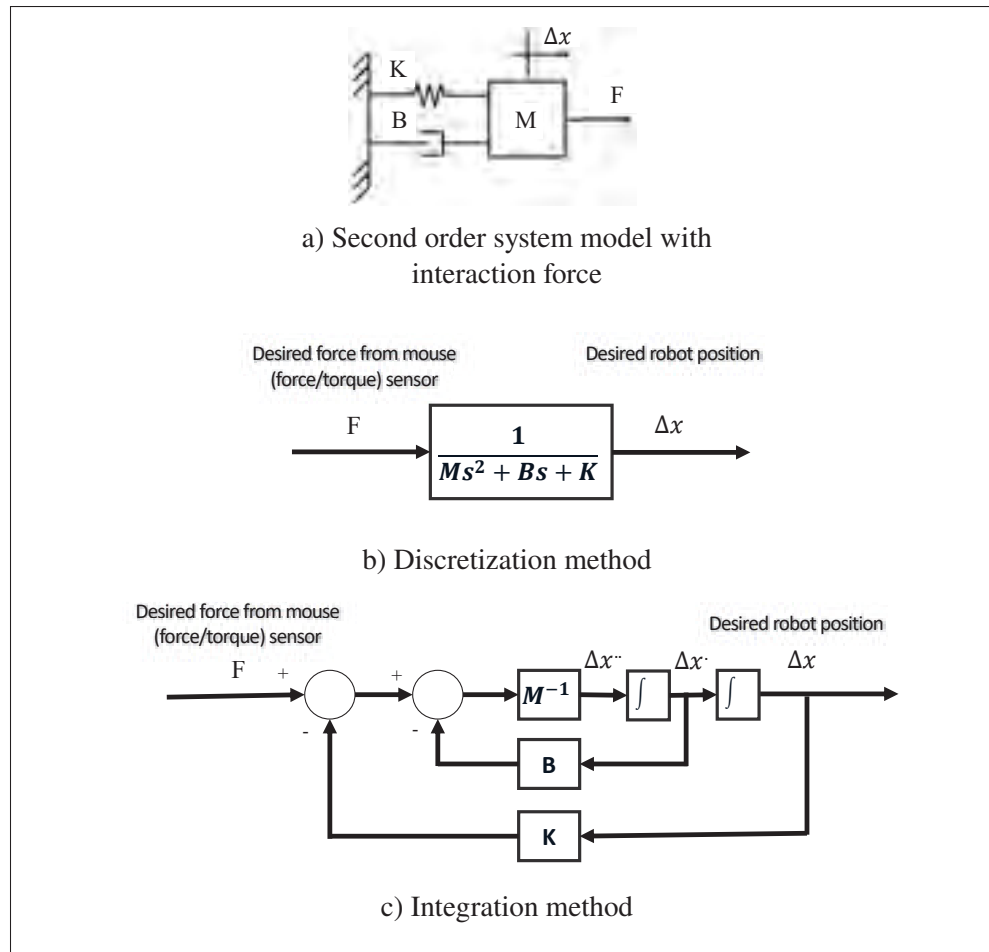 Δx
K
F
B
M
a) Second order system model with
interaction force
Desired force from mouse
(force/torque) sensor
Desired robot position
F
Δx
1
Ms² + Bs + K
b) Discretization method
Desired force from mouse
(force/torque) sensor
Desired robot position
F
Δx¨
Δx˙
Δx
+
+
M⁻¹
∫
∫
-
-
B
K
c) Integration method